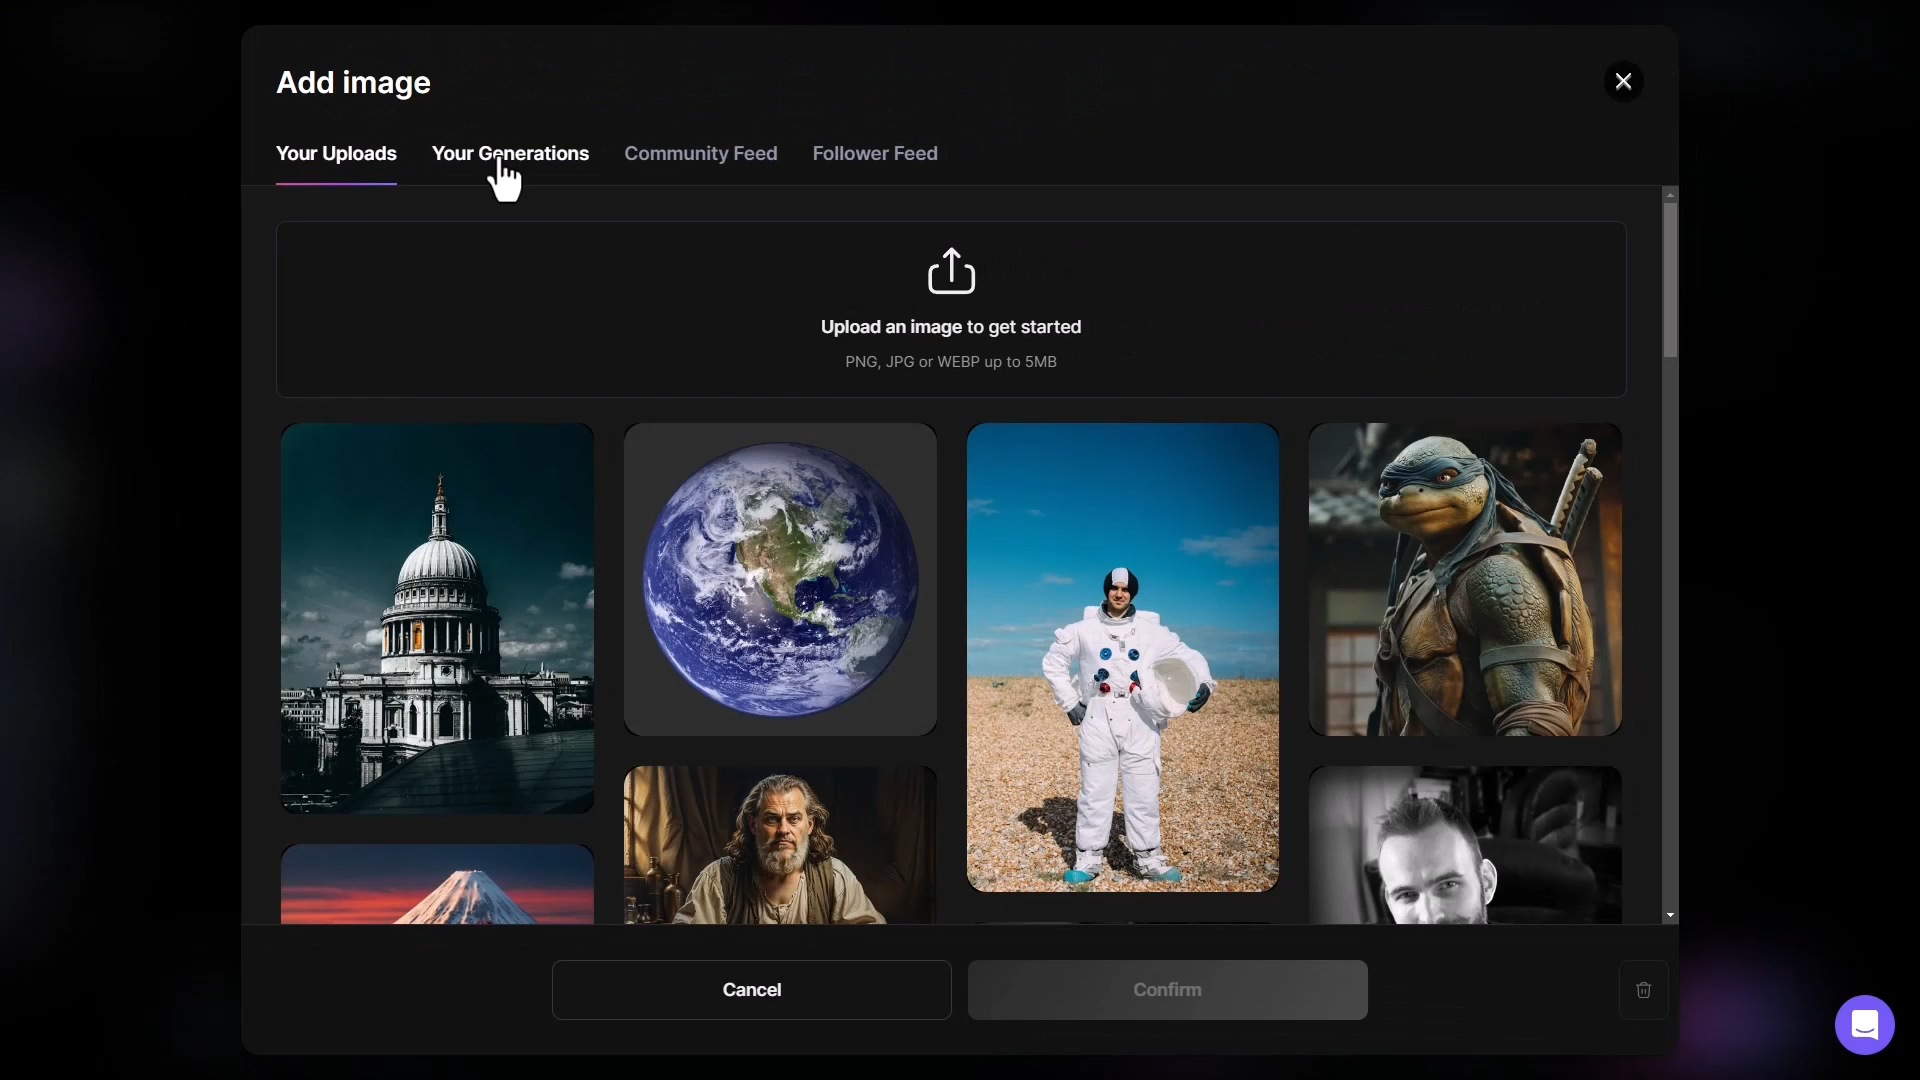 Add image
Your Uploads
Your Generations
Community Feed
Follower Feed
Upload an image to get started
PNG, JPG or WEBP up to 5MB
Cancel
Confirm